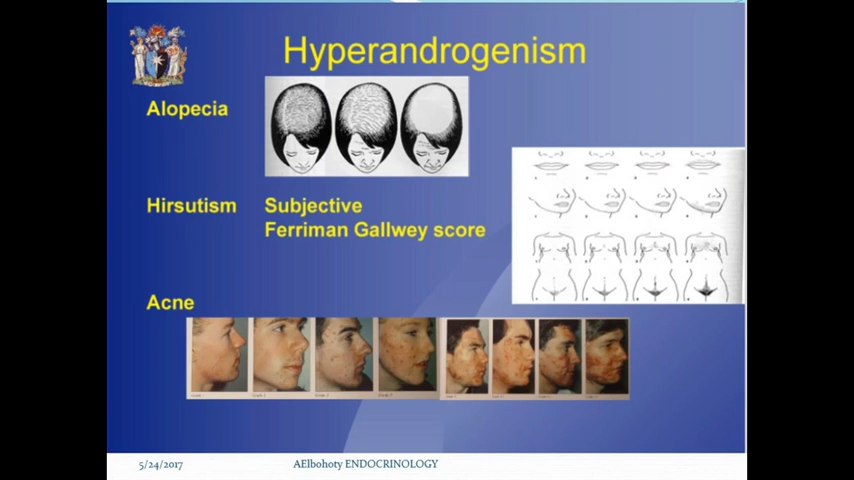 Hyperandrogenism
Alopecia
Hirsutism
Subjective
Ferriman Gallwey score
Acne
5/24/2017
AElbohoty ENDOCRINOLOGY